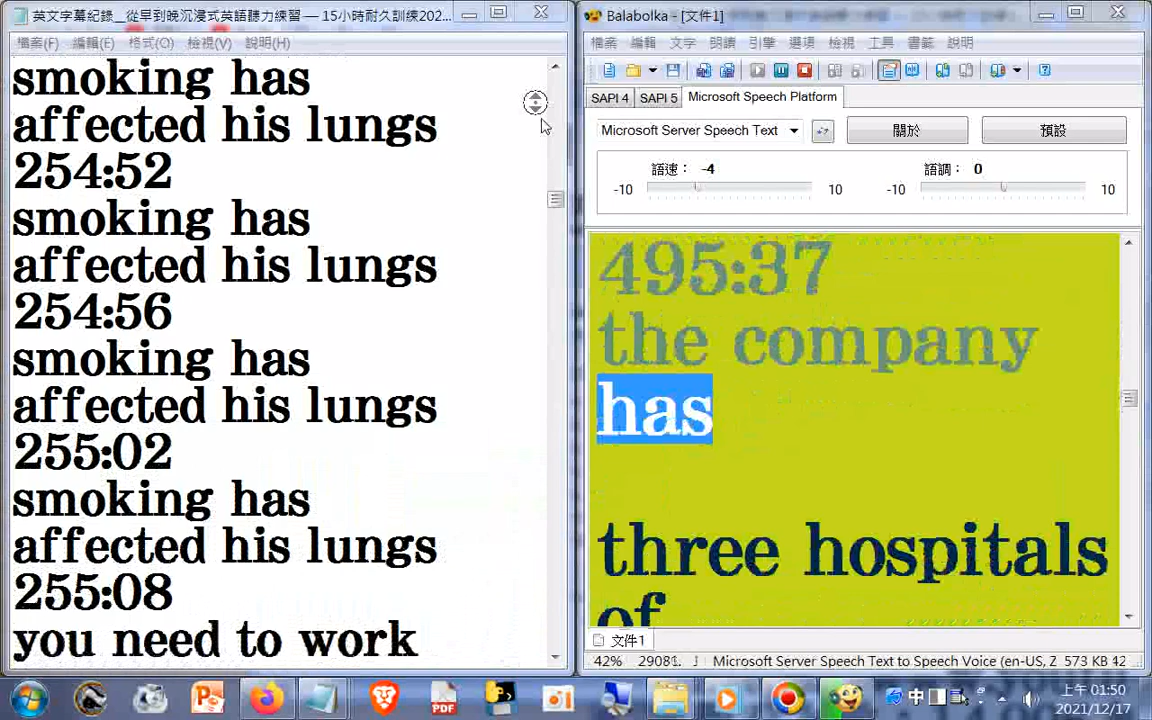 英文字幕紀錄__從早到晚沉浸式英語聽力練習 — 15小時耐久訓練202...
檔案(F) 編輯(E) 格式(O) 檢視(V) 說明(H)
smoking has
affected his lungs
254:52
smoking has
affected his lungs
254:56
smoking has
affected his lungs
255:02
smoking has
affected his lungs
255:08
you need to work
Balabolka - [文件1]
檔案 編輯 文字 朗讀 引擎 選項 檢視 工具 書籤 說明
SAPI 4 SAPI 5 Microsoft Speech Platform
Microsoft Server Speech Text 關於 預設
語速： -4 語調： 0
-10 10 -10 10
495:37
the company
has
three hospitals
of
文件1
42% 29081. Microsoft Server Speech Text to Speech Voice (en-US, Z 573 KB 42
PDF 中 上午 01:50
2021/12/17